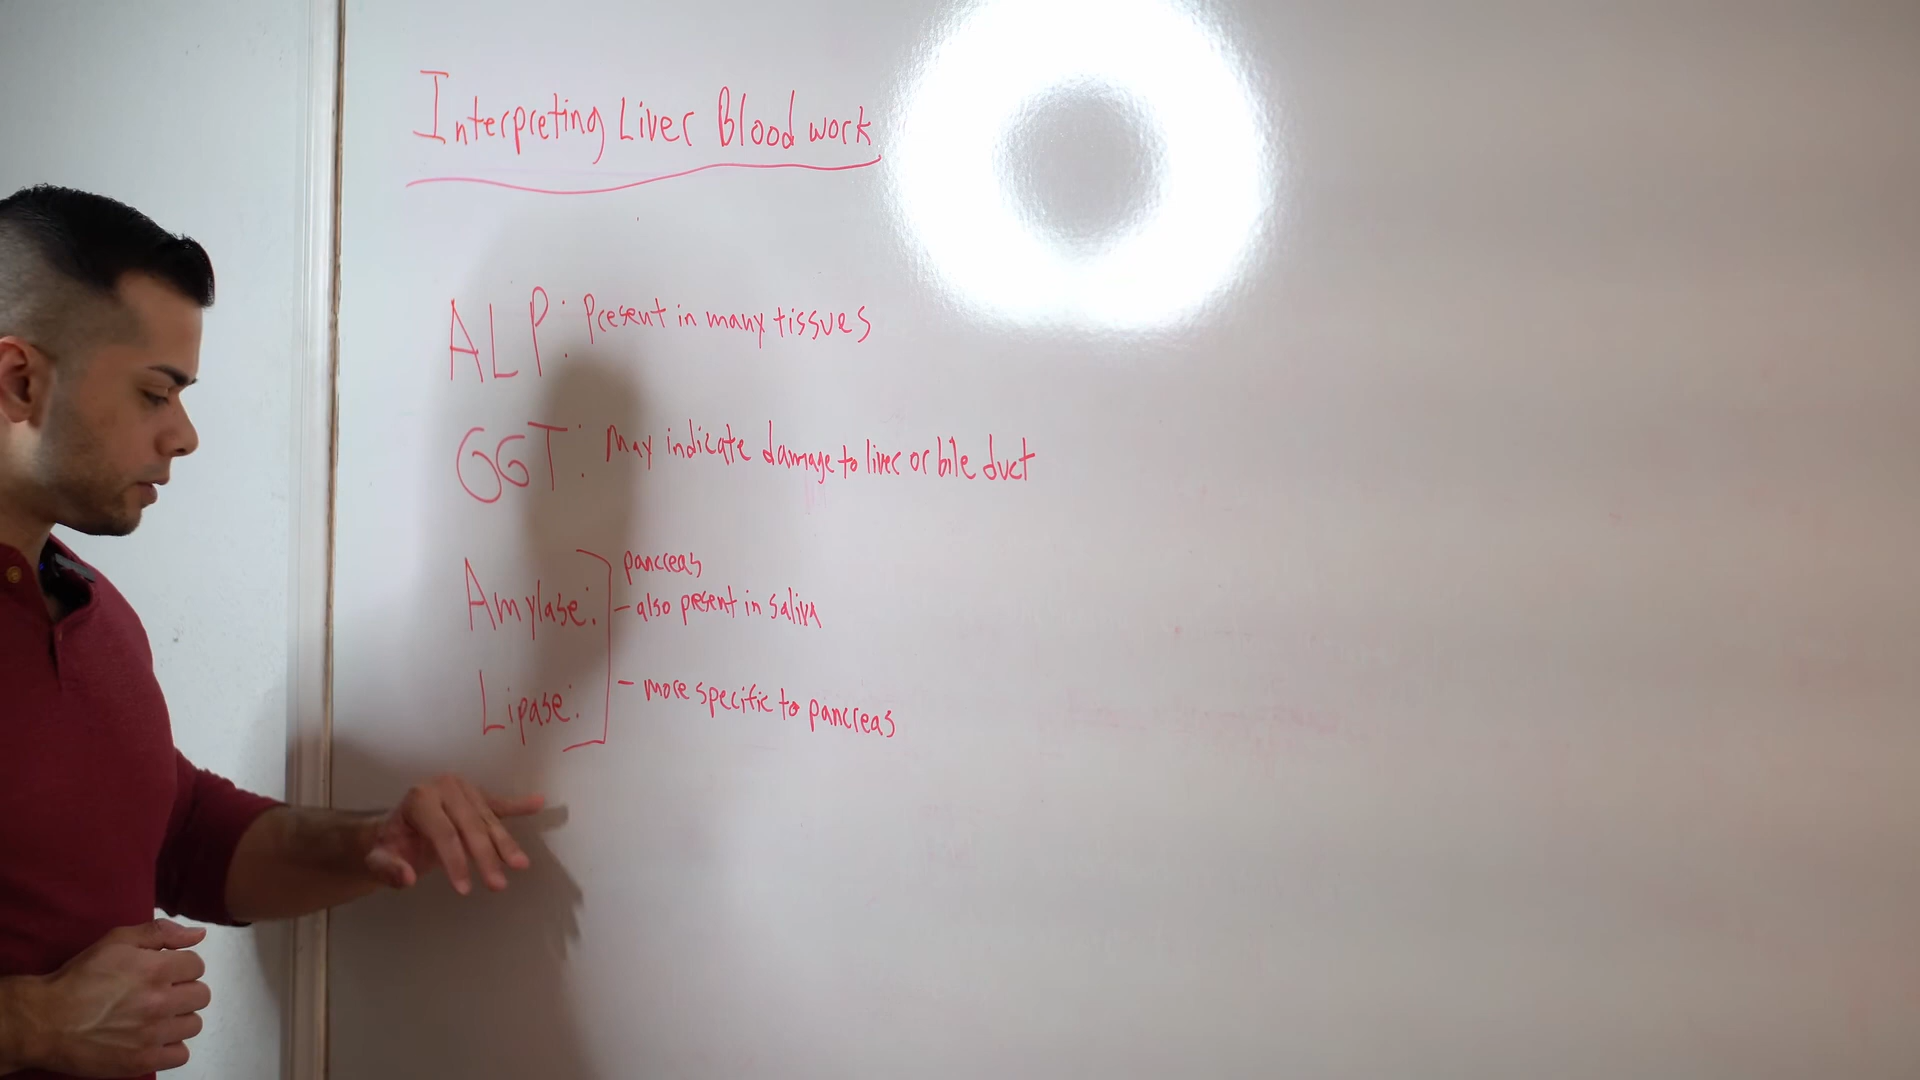 Interpreting Liver Blood work
ALP: Present in many tissues
GGT: May indicate damage to liver or bile duct
pancreas
Amylase: - also present in saliva
Lipase: - more specific to pancreas